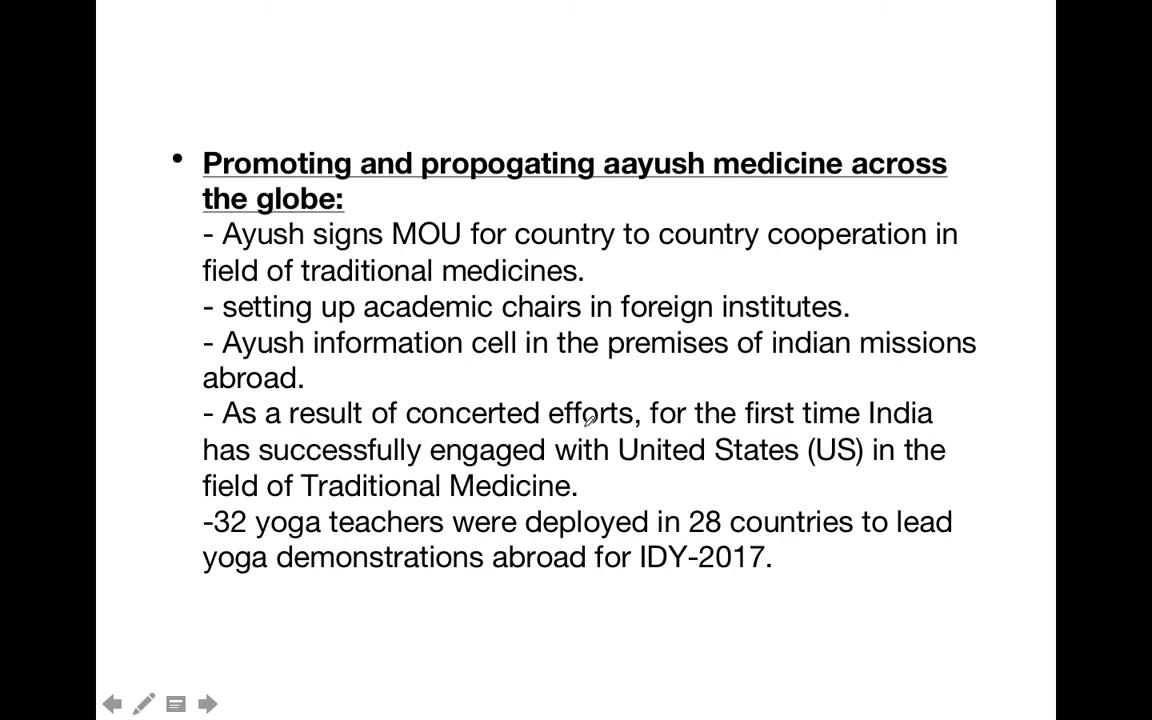 • Promoting and propogating aayush medicine across
the globe:
- Ayush signs MOU for country to country cooperation in
field of traditional medicines.
- setting up academic chairs in foreign institutes.
- Ayush information cell in the premises of indian missions
abroad.
- As a result of concerted efforts, for the first time India
has successfully engaged with United States (US) in the
field of Traditional Medicine.
-32 yoga teachers were deployed in 28 countries to lead
yoga demonstrations abroad for IDY-2017.